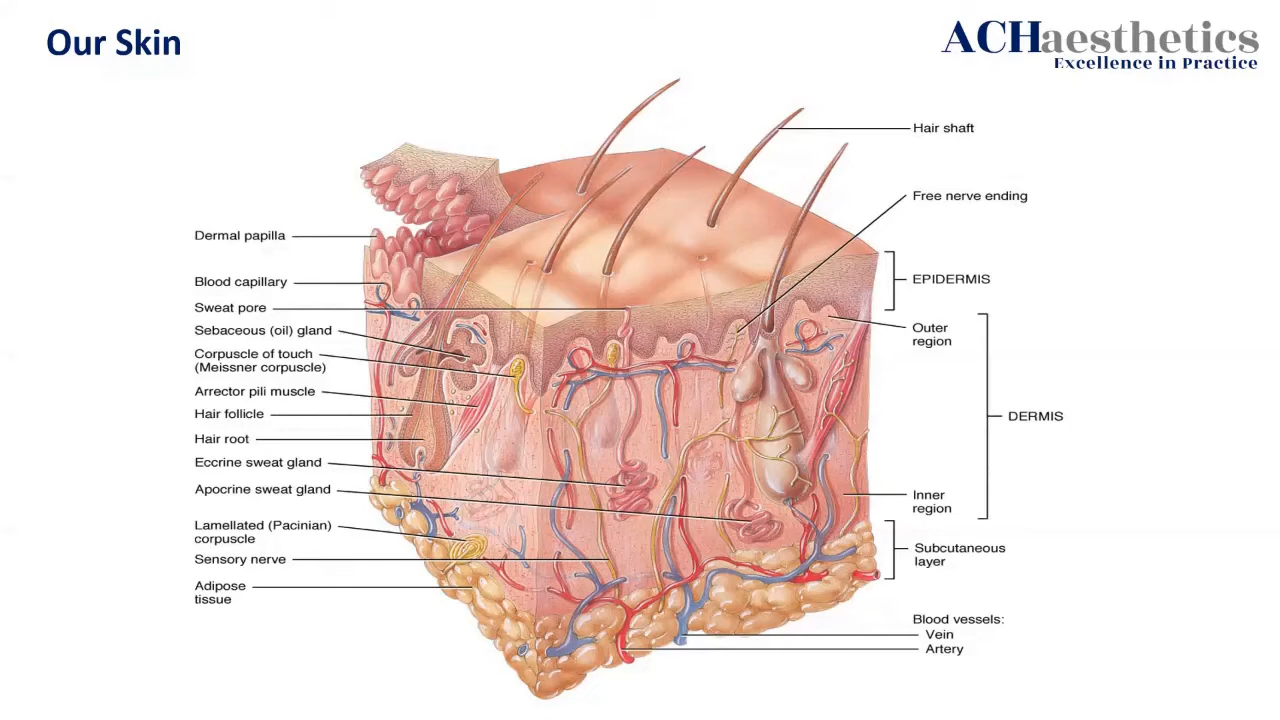 Our Skin
ACHaesthetics
Excellence in Practice
Hair shaft
Free nerve ending
Dermal papilla
Blood capillary
Sweat pore
Sebaceous (oil) gland
Corpuscle of touch
(Meissner corpuscle)
Arrector pili muscle
Hair follicle
Hair root
Eccrine sweat gland
Apocrine sweat gland
Lamellated (Pacinian)
corpuscle
Sensory nerve
Adipose
tissue
EPIDERMIS
Outer
region
DERMIS
Inner
region
Subcutaneous
layer
Blood vessels:
Vein
Artery